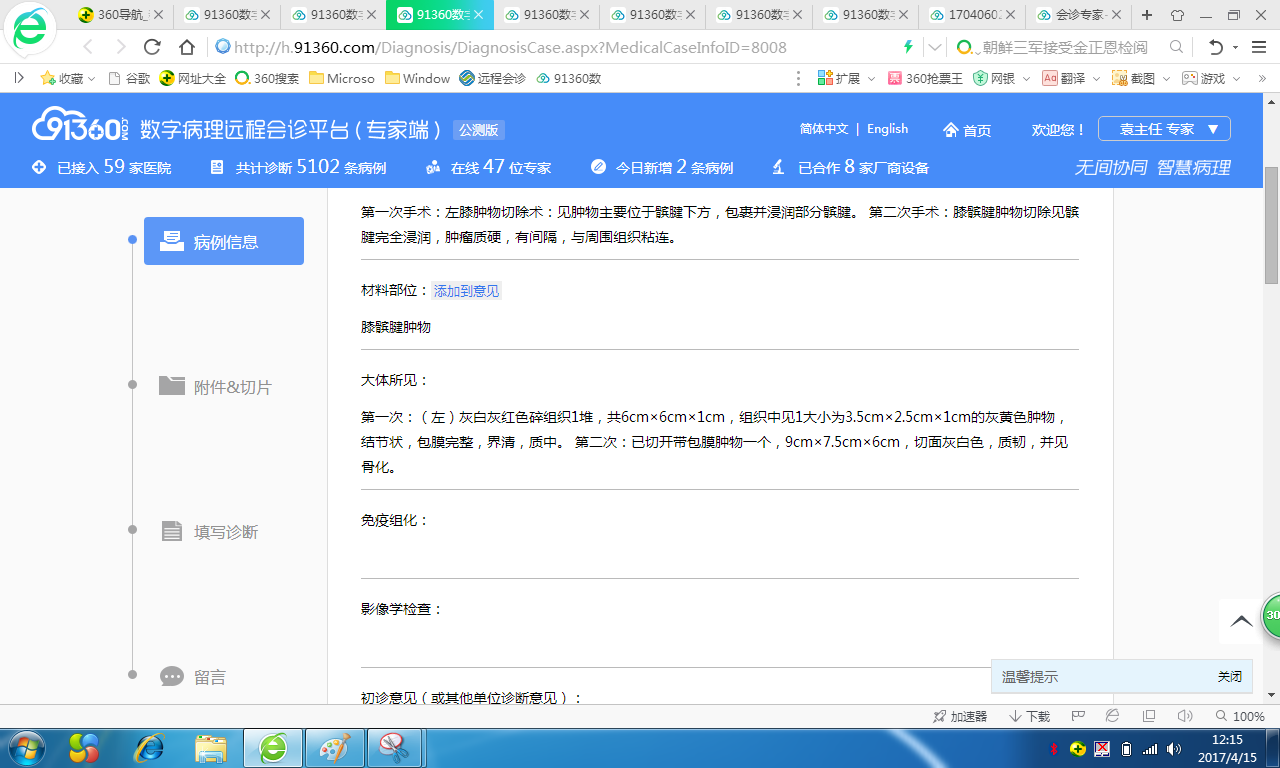 360导航_
91360数字
91360数字
91360数字
91360数字
91360数字
91360数字
91360数字
1704060
会诊专家
http://h.91360.com/Diagnosis/DiagnosisCase.aspx?MedicalCaseInfoId=8008
朝鲜三军接受金正恩检阅
收藏
谷歌
网址大全
360搜索
Microso
Window
远程会诊
91360数
扩展
360抢票王
网银
翻译
截图
游戏
91360.COM
数字病理远程会诊平台(专家端)
公测版
简体中文 | English
首页
欢迎您！
袁主任 专家 ▼
已接入 59 家医院
共计诊断 5102 条病例
在线 47 位专家
今日新增 2 条病例
已合作 8 家厂商设备
无间协同 智慧病理
病例信息
附件&切片
填写诊断
留言
第一次手术：左膝肿物切除术：见肿物主要位于髌腱下方，包裹并浸润部分髌腱。 第二次手术：膝髌腱肿物切除见髌
腱完全浸润，肿瘤质硬，有间隔，与周围组织粘连。
材料部位： 添加到意见
膝髌腱肿物
大体所见：
第一次：（左）灰白灰红色碎组织1堆，共6cm×6cm×1cm，组织中见1大小为3.5cm×2.5cm×1cm的灰黄色肿物，
结节状，包膜完整，界清，质中。 第二次：已切开带包膜肿物一个，9cm×7.5cm×6cm，切面灰白色，质韧，并见
骨化。
免疫组化：
影像学检查：
初诊意见（或其他单位诊断意见）：
30
温馨提示
关闭
加速器
下载
100%
12:15
2017/4/15